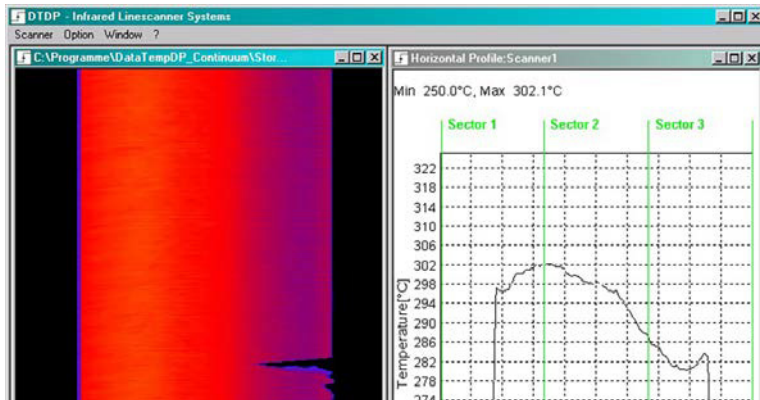 DTDP - Infrared Linescanner Systems
Scanner Option Window ?
C:\Programme\DataTempDP_Continuum\Stor...
Horizontal Profile:Scanner1
Min 250.0°C, Max 302.1°C
Sector 1 Sector 2 Sector 3
Temperature[°C]
322
318
314
310
306
302
298
294
290
286
282
278
274